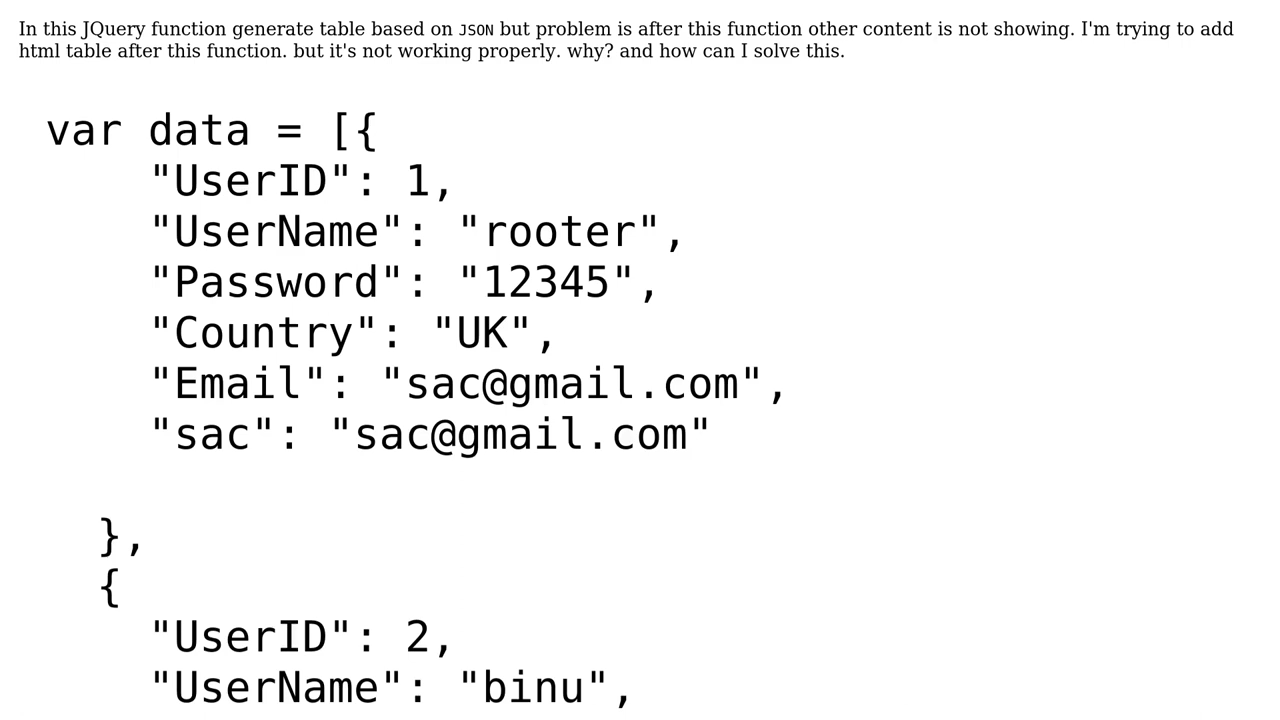 In this JQuery function generate table based on JSON but problem is after this function other content is not showing. I'm trying to add
html table after this function. but it's not working properly. why? and how can I solve this.
var data = [{
"UserID": 1,
"UserName": "rooter",
"Password": "12345",
"Country": "UK",
"Email": "sac@gmail.com",
"sac": "sac@gmail.com"
},
{
"UserID": 2,
"UserName": "binu",